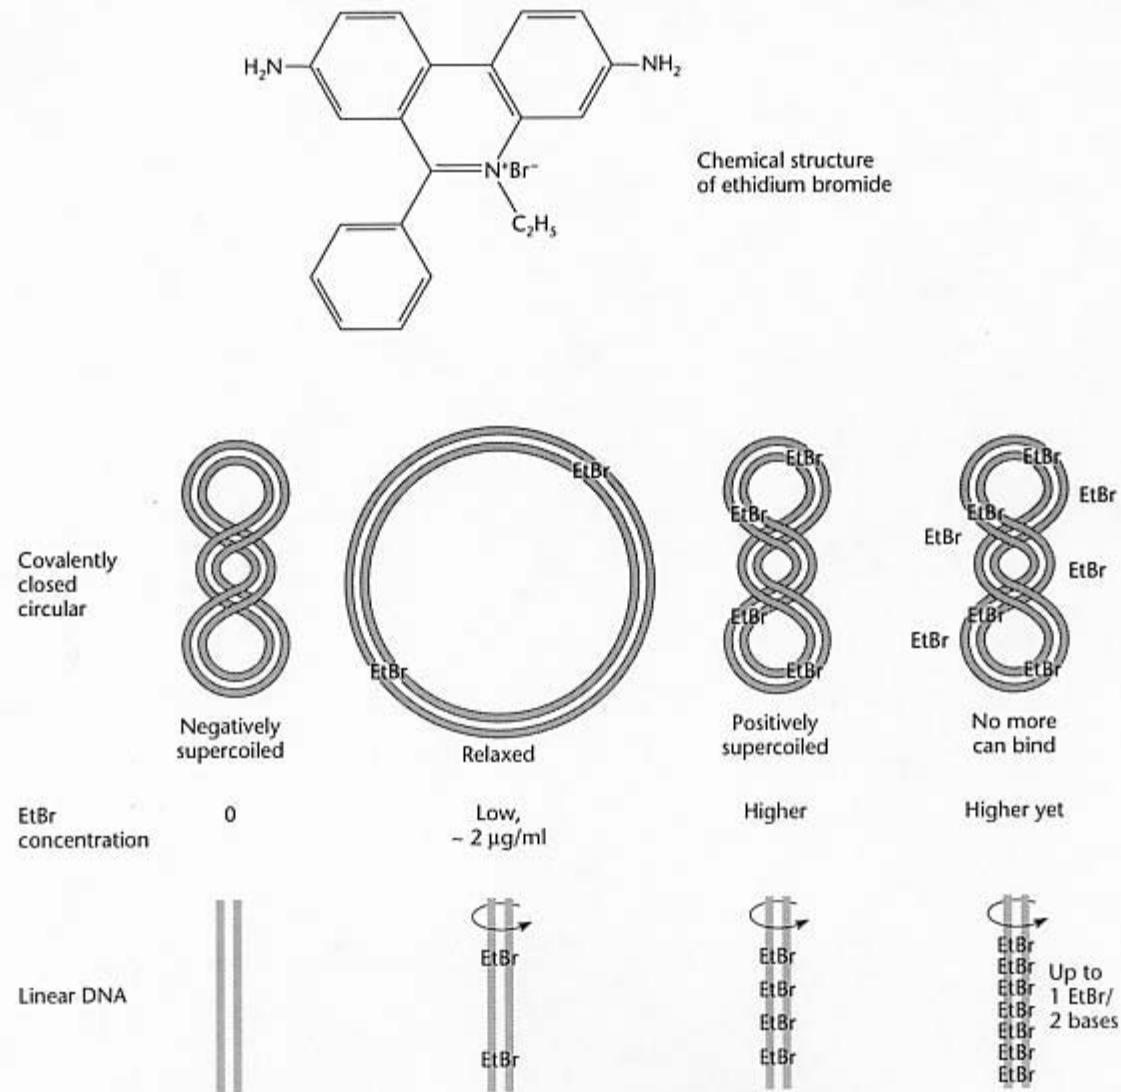 H₂N
NH₂
N⁺Br⁻
C₂H₅
Chemical structure
of ethidium bromide
EtBr
EtBr
EtBr
EtBr
EtBr
EtBr
EtBr
EtBr
EtBr
EtBr
EtBr
EtBr
EtBr
EtBr
Covalently
closed
circular
Negatively
supercoiled
Relaxed
Positively
supercoiled
No more
can bind
EtBr
concentration
0
Low,
~ 2 µg/ml
Higher
Higher yet
Linear DNA
EtBr
EtBr
EtBr
EtBr
EtBr
EtBr
EtBr
EtBr
EtBr
EtBr
EtBr
EtBr
EtBr
Up to
1 EtBr/
2 bases